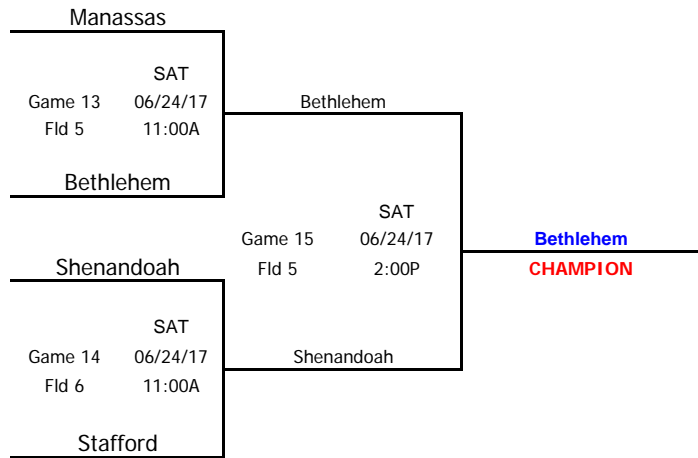 Manassas
SAT
Game 13 06/24/17
Fld 5 11:00A
Bethlehem
Bethlehem
SAT
Game 15 06/24/17
Fld 5 2:00P
Bethlehem
CHAMPION
Shenandoah
SAT
Game 14 06/24/17
Fld 6 11:00A
Shenandoah
Stafford